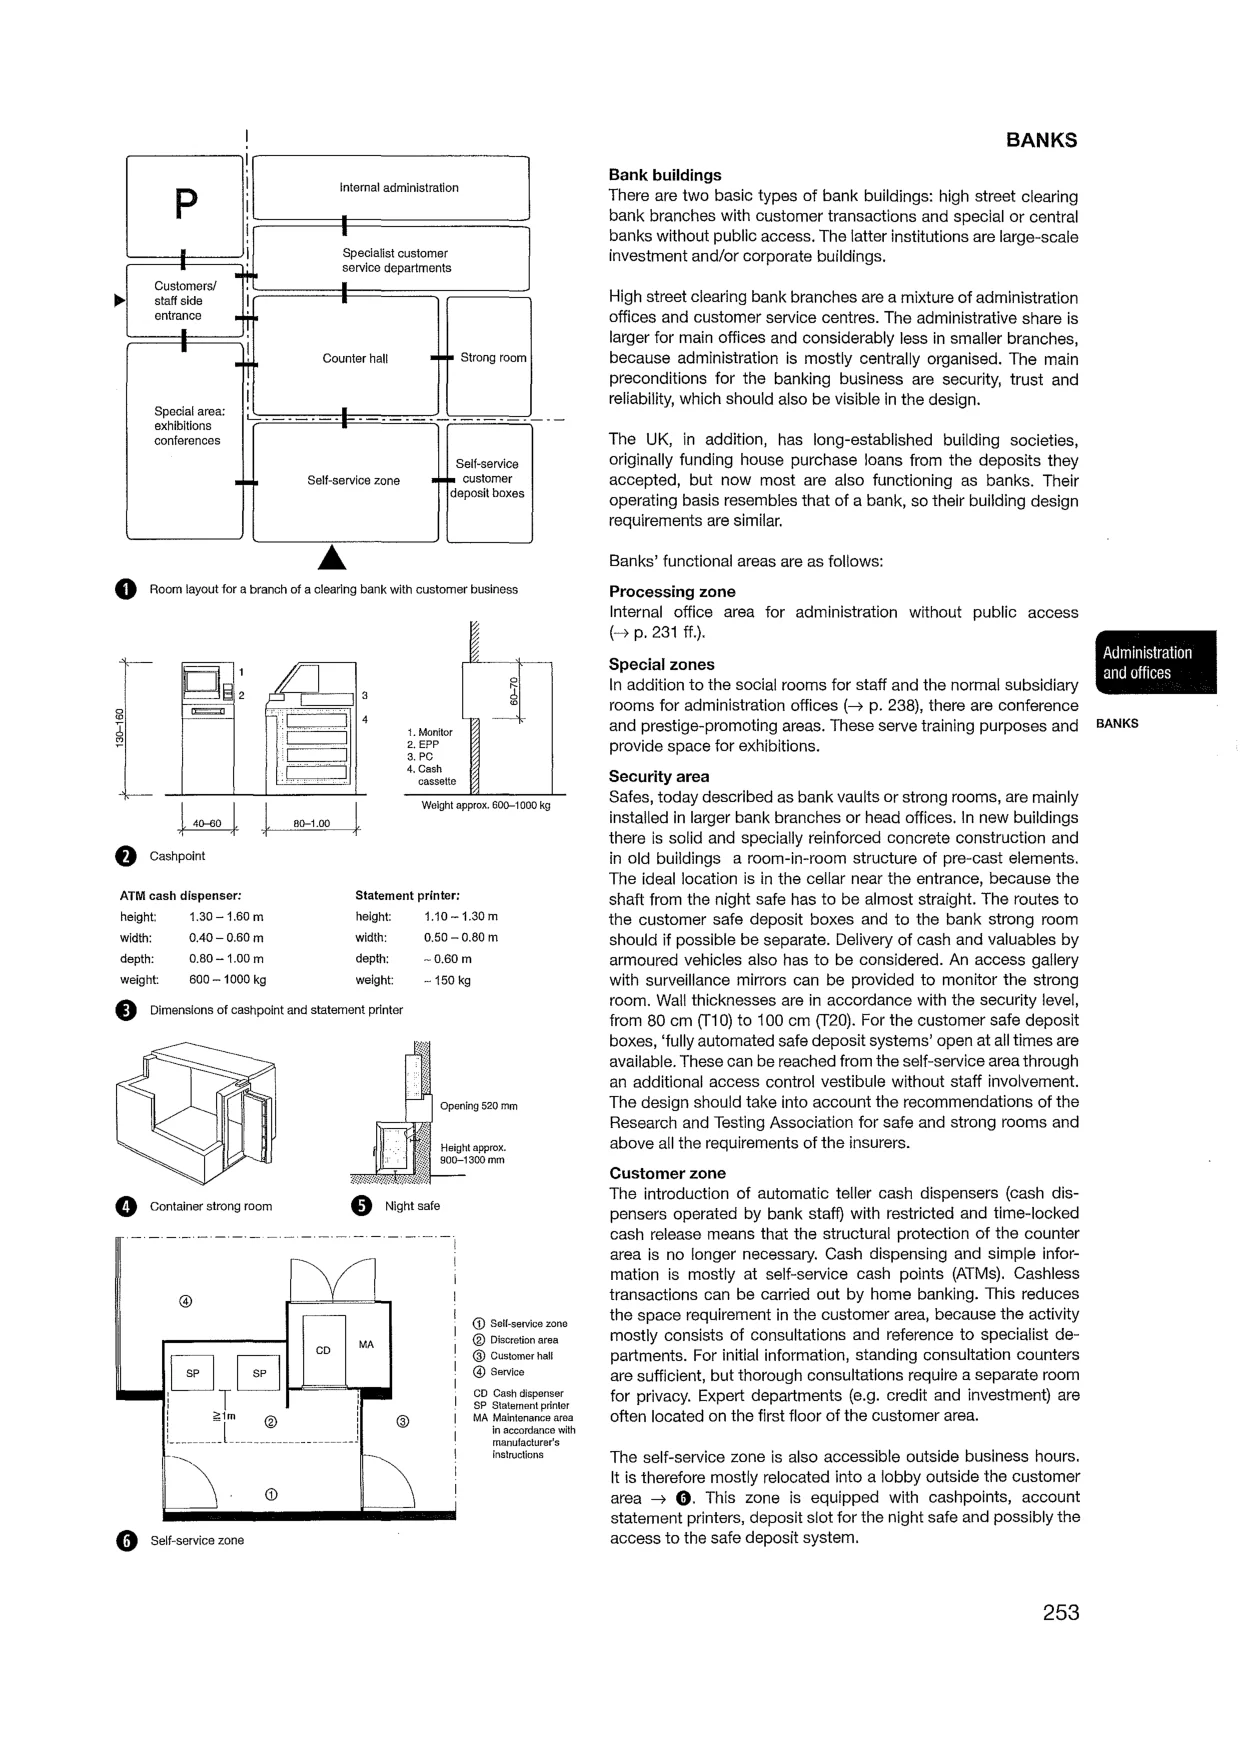 BANKS
P
Internal administration
Specialist customer
service departments
Customers/
staff side
entrance
Counter hall
Strong room
Special area:
exhibitions
conferences
Self-service zone
Self-service
customer
deposit boxes
1 Room layout for a branch of a clearing bank with customer business
1
2
3
4
130–160
60–70
1. Monitor
2. EPP
3. PC
4. Cash
cassette
Weight approx. 600–1000 kg
40–60
80–1.00
2 Cashpoint
ATM cash dispenser:
height: 1.30 – 1.60 m
width: 0.40 – 0.60 m
depth: 0.80 – 1.00 m
weight: 600 – 1000 kg
Statement printer:
height: 1.10 – 1.30 m
width: 0.50 – 0.80 m
depth: ~ 0.60 m
weight: ~ 150 kg
3 Dimensions of cashpoint and statement printer
Opening 520 mm
Height approx.
900–1300 mm
4 Container strong room
5 Night safe
④
CD
MA
SP
SP
≧1m
②
③
①
① Self-service zone
② Discretion area
③ Customer hall
④ Service
CD Cash dispenser
SP Statement printer
MA Maintenance area
in accordance with
manufacturer's
instructions
6 Self-service zone
Bank buildings
There are two basic types of bank buildings: high street clearing
bank branches with customer transactions and special or central
banks without public access. The latter institutions are large-scale
investment and/or corporate buildings.
High street clearing bank branches are a mixture of administration
offices and customer service centres. The administrative share is
larger for main offices and considerably less in smaller branches,
because administration is mostly centrally organised. The main
preconditions for the banking business are security, trust and
reliability, which should also be visible in the design.
The UK, in addition, has long-established building societies,
originally funding house purchase loans from the deposits they
accepted, but now most are also functioning as banks. Their
operating basis resembles that of a bank, so their building design
requirements are similar.
Banks' functional areas are as follows:
Processing zone
Internal office area for administration without public access
(→ p. 231 ff.).
Special zones
In addition to the social rooms for staff and the normal subsidiary
rooms for administration offices (→ p. 238), there are conference
and prestige-promoting areas. These serve training purposes and
provide space for exhibitions.
Security area
Safes, today described as bank vaults or strong rooms, are mainly
installed in larger bank branches or head offices. In new buildings
there is solid and specially reinforced concrete construction and
in old buildings a room-in-room structure of pre-cast elements.
The ideal location is in the cellar near the entrance, because the
shaft from the night safe has to be almost straight. The routes to
the customer safe deposit boxes and to the bank strong room
should if possible be separate. Delivery of cash and valuables by
armoured vehicles also has to be considered. An access gallery
with surveillance mirrors can be provided to monitor the strong
room. Wall thicknesses are in accordance with the security level,
from 80 cm (T10) to 100 cm (T20). For the customer safe deposit
boxes, 'fully automated safe deposit systems' open at all times are
available. These can be reached from the self-service area through
an additional access control vestibule without staff involvement.
The design should take into account the recommendations of the
Research and Testing Association for safe and strong rooms and
above all the requirements of the insurers.
Customer zone
The introduction of automatic teller cash dispensers (cash dis-
pensers operated by bank staff) with restricted and time-locked
cash release means that the structural protection of the counter
area is no longer necessary. Cash dispensing and simple infor-
mation is mostly at self-service cash points (ATMs). Cashless
transactions can be carried out by home banking. This reduces
the space requirement in the customer area, because the activity
mostly consists of consultations and reference to specialist de-
partments. For initial information, standing consultation counters
are sufficient, but thorough consultations require a separate room
for privacy. Expert departments (e.g. credit and investment) are
often located on the first floor of the customer area.
The self-service zone is also accessible outside business hours.
It is therefore mostly relocated into a lobby outside the customer
area → 6. This zone is equipped with cashpoints, account
statement printers, deposit slot for the night safe and possibly the
access to the safe deposit system.
Administration
and offices
BANKS
253